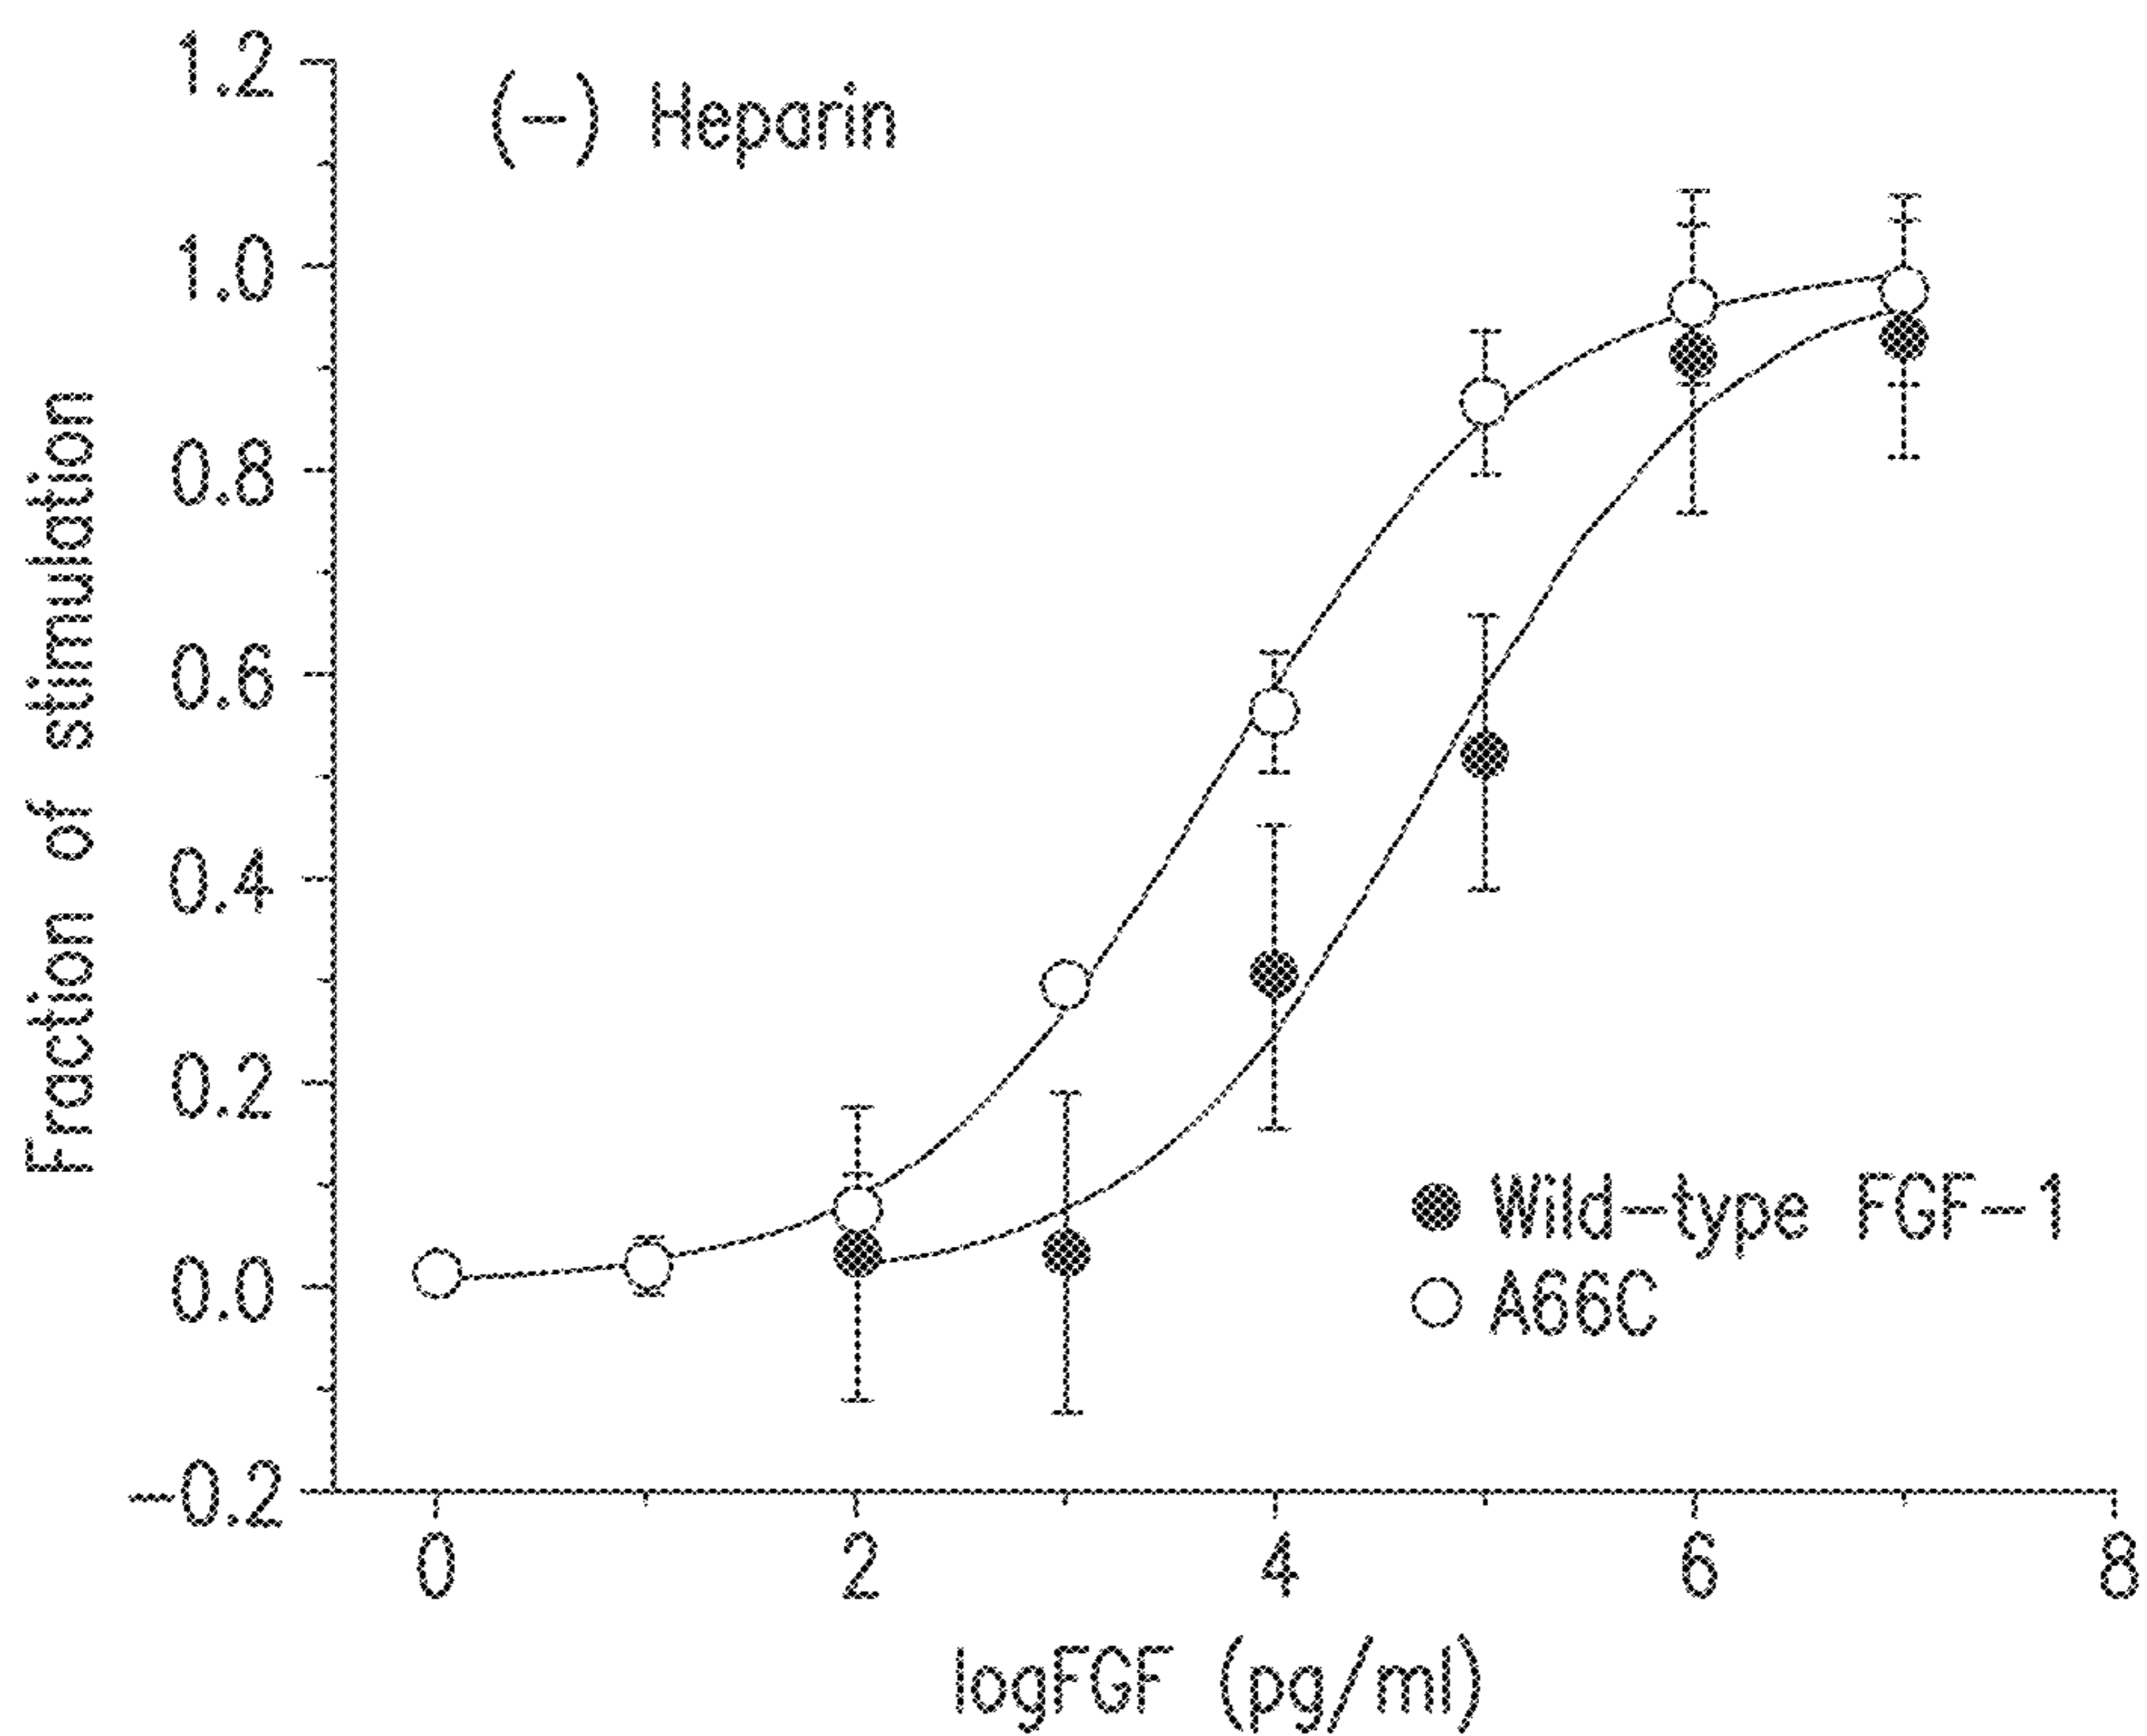 (−) Heparin
1.2
1.0
0.8
0.6
0.4
0.2
0.0
−0.2
Fraction of stimulation
Wild−type FGF−1
A66C
0 2 4 6 8
logFGF (pg/ml)